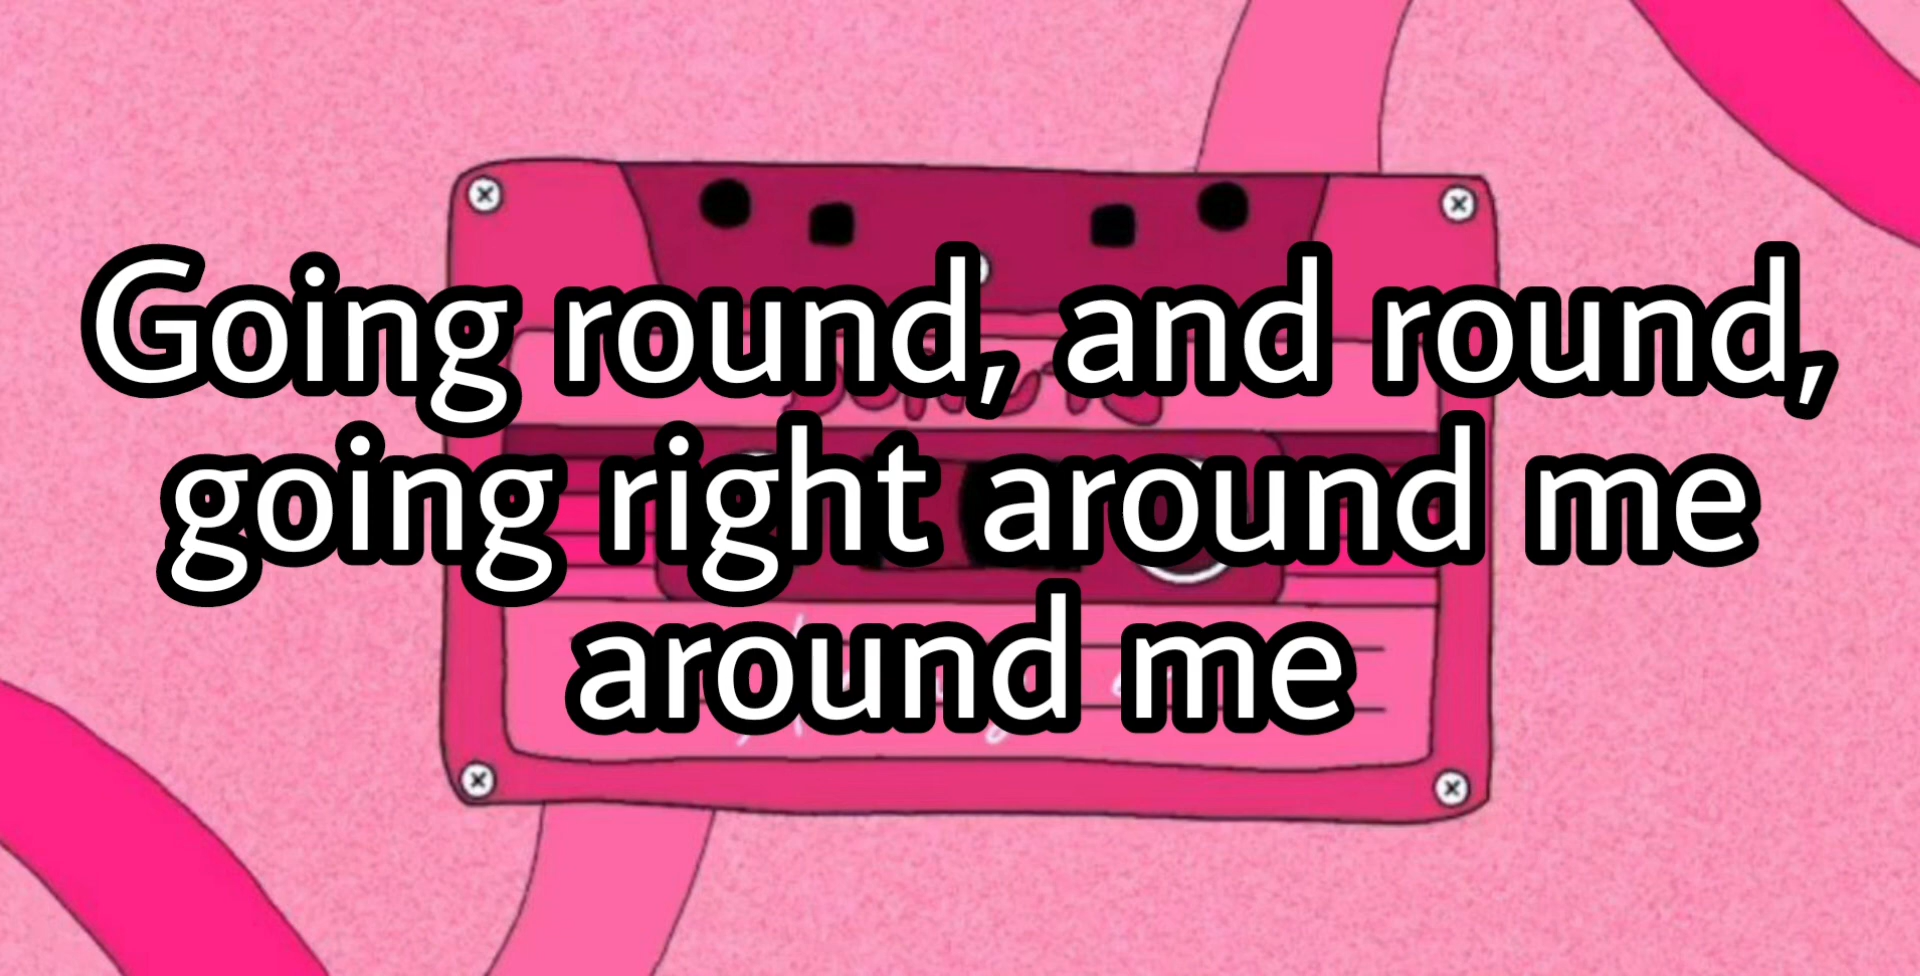 Going round, and round,
going right around me
around me